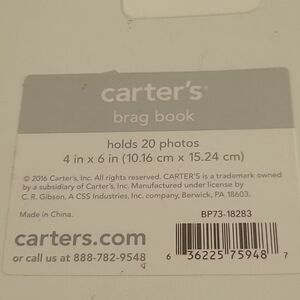 carter's®
brag book
holds 20 photos
4 in x 6 in (10.16 cm x 15.24 cm)
© 2016 Carter's, Inc. All rights reserved. CARTER'S is a trademark owned
by a subsidiary of Carter's, Inc. Manufactured under license by
C. R. Gibson, A CSS Industries, Inc. company, Berwick, PA 18603.
Made in China.
BP73-18283
carters.com
or call us at 888-782-9548
6 36225 75948 7